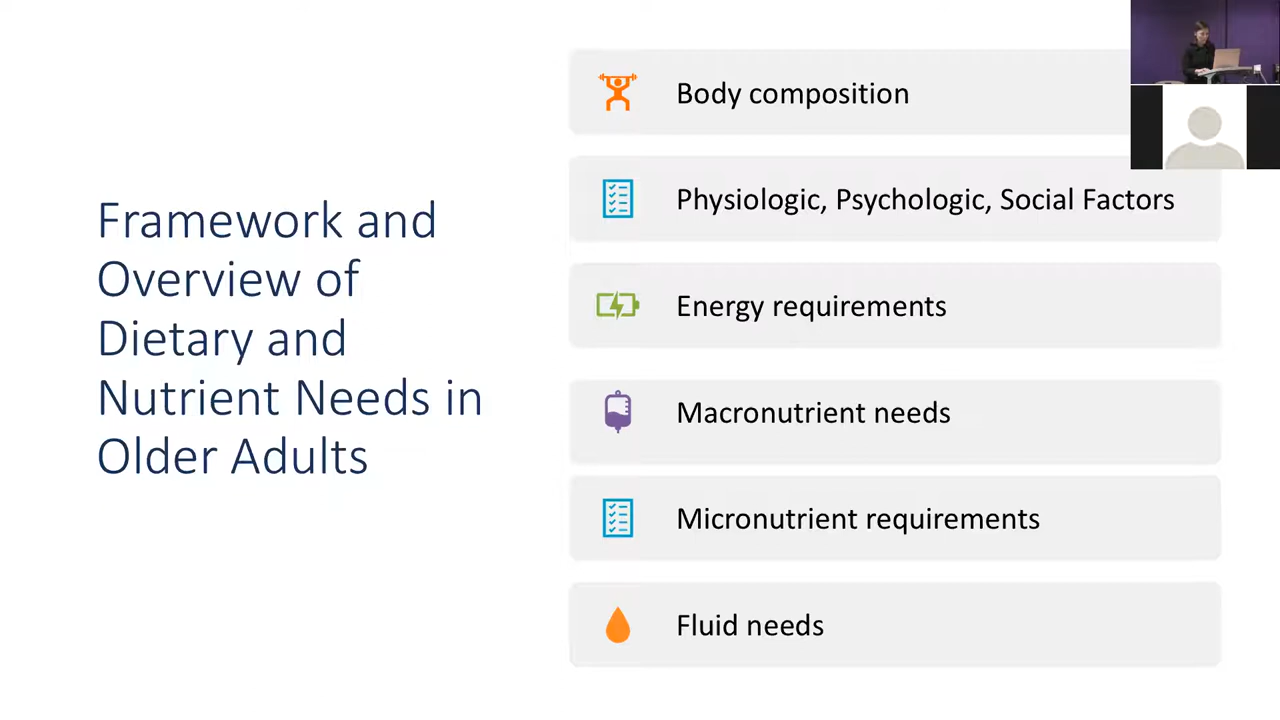 Framework and
Overview of
Dietary and
Nutrient Needs in
Older Adults
Body composition
Physiologic, Psychologic, Social Factors
Energy requirements
Macronutrient needs
Micronutrient requirements
Fluid needs